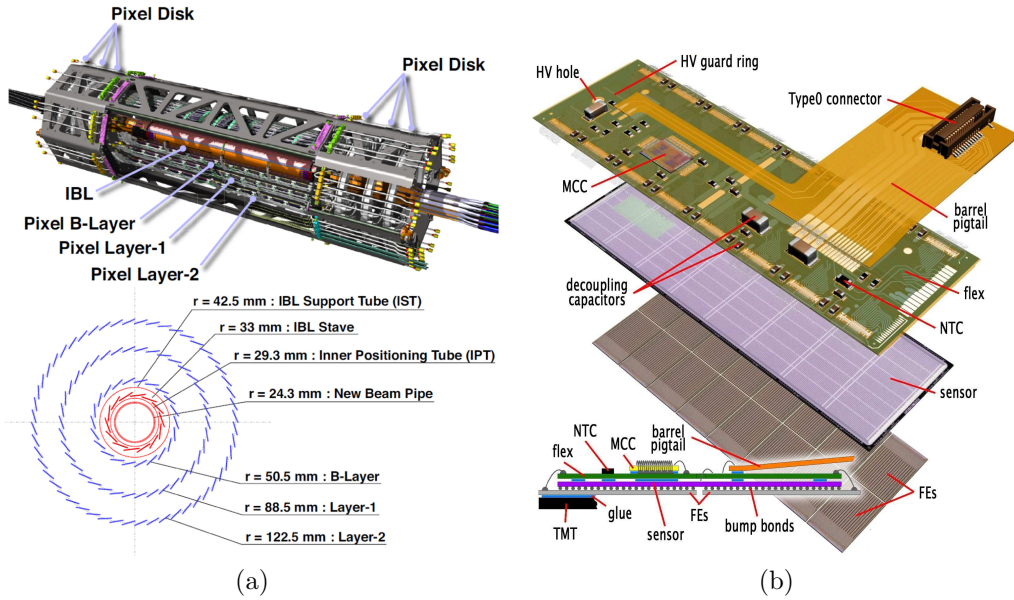 Pixel Disk
Pixel Disk
IBL
Pixel B-Layer
Pixel Layer-1
Pixel Layer-2
r = 42.5 mm : IBL Support Tube (IST)
r = 33 mm : IBL Stave
r = 29.3 mm : Inner Positioning Tube (IPT)
r = 24.3 mm : New Beam Pipe
r = 50.5 mm : B-Layer
r = 88.5 mm : Layer-1
r = 122.5 mm : Layer-2
(a)
HV guard ring
HV hole
Type0 connector
MCC
barrel
pigtail
decoupling
capacitors
flex
NTC
sensor
barrel
pigtail
MCC
NTC
flex
FEs
glue
FEs
TMT
sensor
bump bonds
(b)